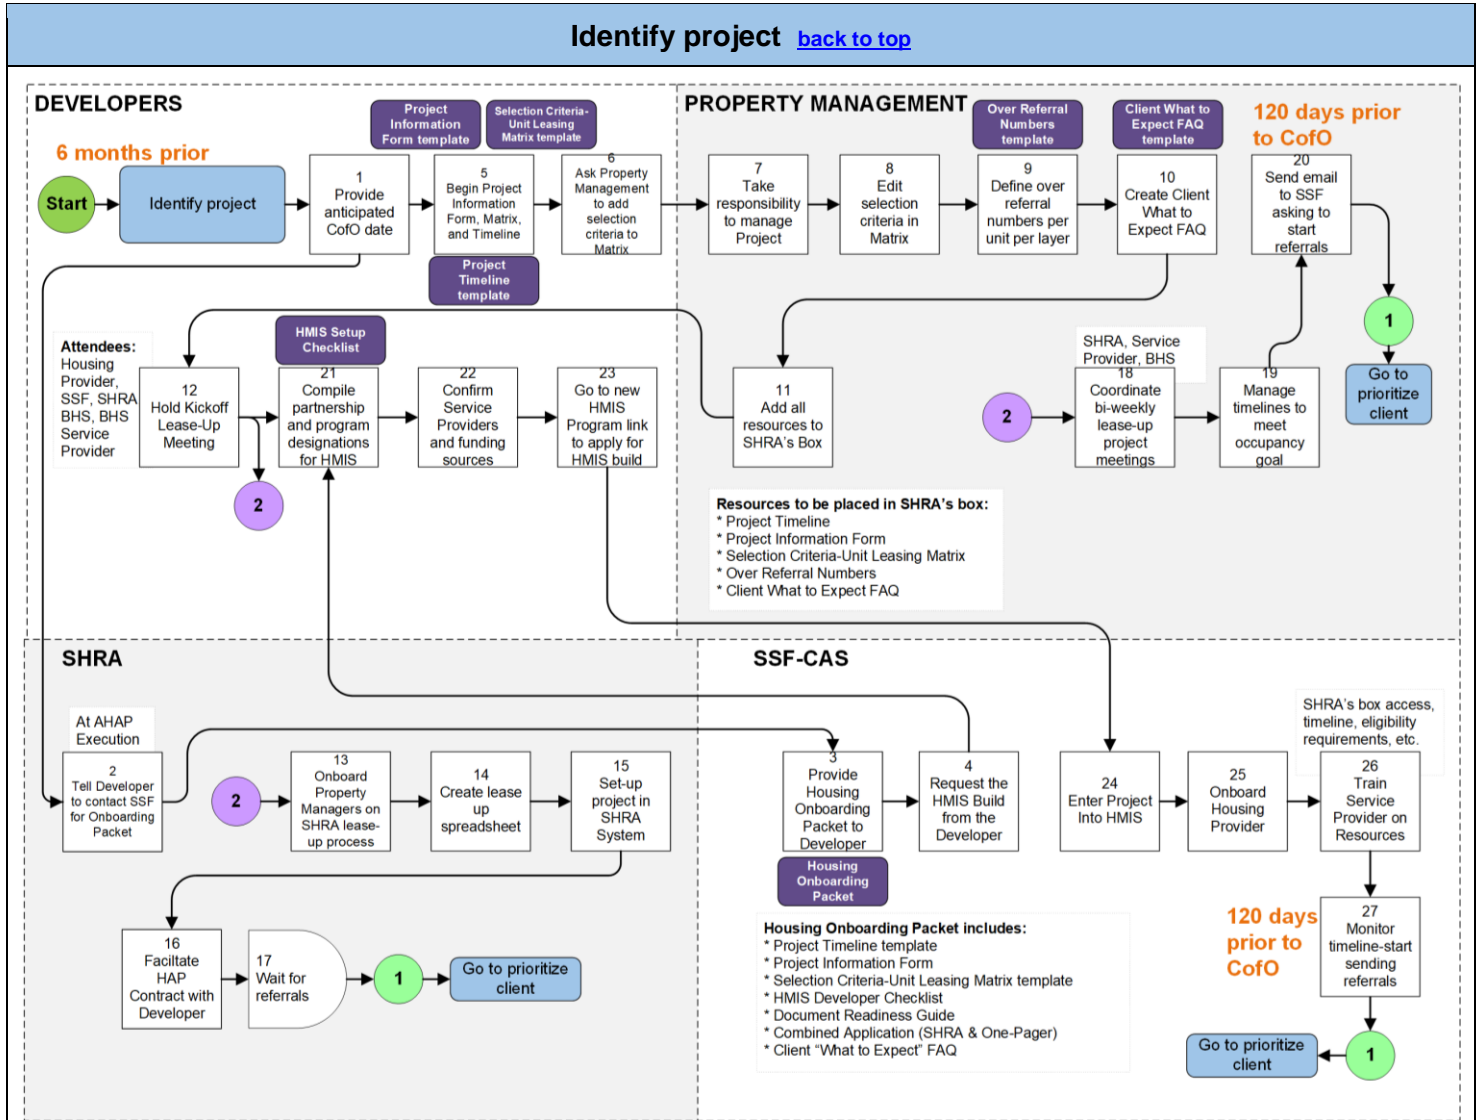 Identify project back to top
DEVELOPERS
Project
Information
Form template
Selection Criteria-
Unit Leasing
Matrix template
6 months prior
Start
Identify project
1
Provide
anticipated
CofO date
5
Begin Project
Information
Form, Matrix,
and Timeline
6
Ask Property
Management
to add
selection
criteria to
Matrix
Project
Timeline
template
HMIS Setup
Checklist
Attendees:
Housing
Provider,
SSF, SHRA
BHS, BHS
Service
Provider
12
Hold Kickoff
Lease-Up
Meeting
21
Compile
partnership
and program
designations
for HMIS
22
Confirm
Service
Providers
and funding
sources
23
Go to new
HMIS
Program link
to apply for
HMIS build
2
PROPERTY MANAGEMENT
Over Referral
Numbers
template
Client What to
Expect FAQ
template
120 days prior
to CofO
7
Take
responsibility
to manage
Project
8
Edit
selection
criteria in
Matrix
9
Define over
referral
numbers per
unit per layer
10
Create Client
What to
Expect FAQ
20
Send email
to SSF
asking to
start
referrals
1
Go to
prioritize
client
11
Add all
resources to
SHRA's Box
2
SHRA, Service
Provider, BHS
18
Coordinate
bi-weekly
lease-up
project
meetings
19
Manage
timelines to
meet
occupancy
goal
Resources to be placed in SHRA's box:
* Project Timeline
* Project Information Form
* Selection Criteria-Unit Leasing Matrix
* Over Referral Numbers
* Client What to Expect FAQ
SHRA
At AHAP
Execution
2
Tell Developer
to contact SSF
for Onboarding
Packet
2
13
Onboard
Property
Managers on
SHRA lease-
up process
14
Create lease
up
spreadsheet
15
Set-up
project in
SHRA
System
16
Faciltate
HAP
Contract with
Developer
17
Wait for
referrals
1
Go to prioritize
client
SSF-CAS
3
Provide
Housing
Onboarding
Packet to
Developer
4
Request the
HMIS Build
from the
Developer
24
Enter Project
Into HMIS
25
Onboard
Housing
Provider
SHRA's box access,
timeline, eligibility
requirements, etc.
26
Train
Service
Provider on
Resources
Housing
Onboarding
Packet
Housing Onboarding Packet includes:
* Project Timeline template
* Project Information Form
* Selection Criteria-Unit Leasing Matrix template
* HMIS Developer Checklist
* Document Readiness Guide
* Combined Application (SHRA & One-Pager)
* Client “What to Expect” FAQ
120 days
prior to
CofO
27
Monitor
timeline-start
sending
referrals
Go to prioritize
client
1